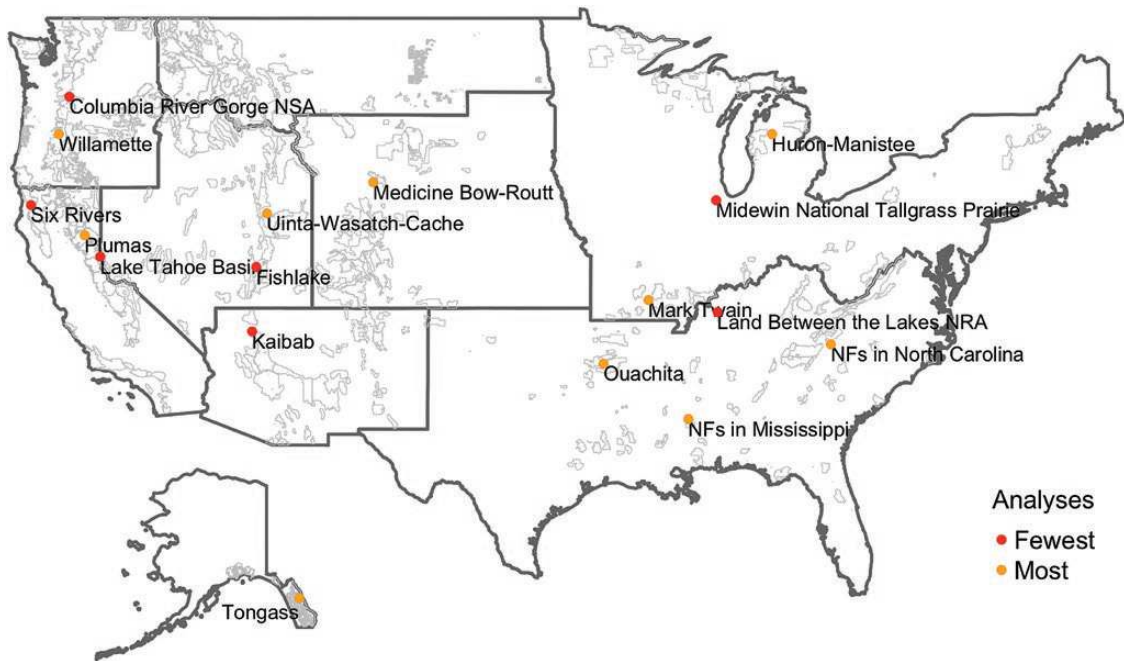 Columbia River Gorge NSA
Willamette
Huron-Manistee
Medicine Bow-Routt
Six Rivers
Midewin National Tallgrass Prairie
Uinta-Wasatch-Cache
Plumas
Lake Tahoe Basin
Fishlake
Mark Twain
Land Between the Lakes NRA
Kaibab
NFs in North Carolina
Ouachita
NFs in Mississippi
Analyses
Fewest
Most
Tongass